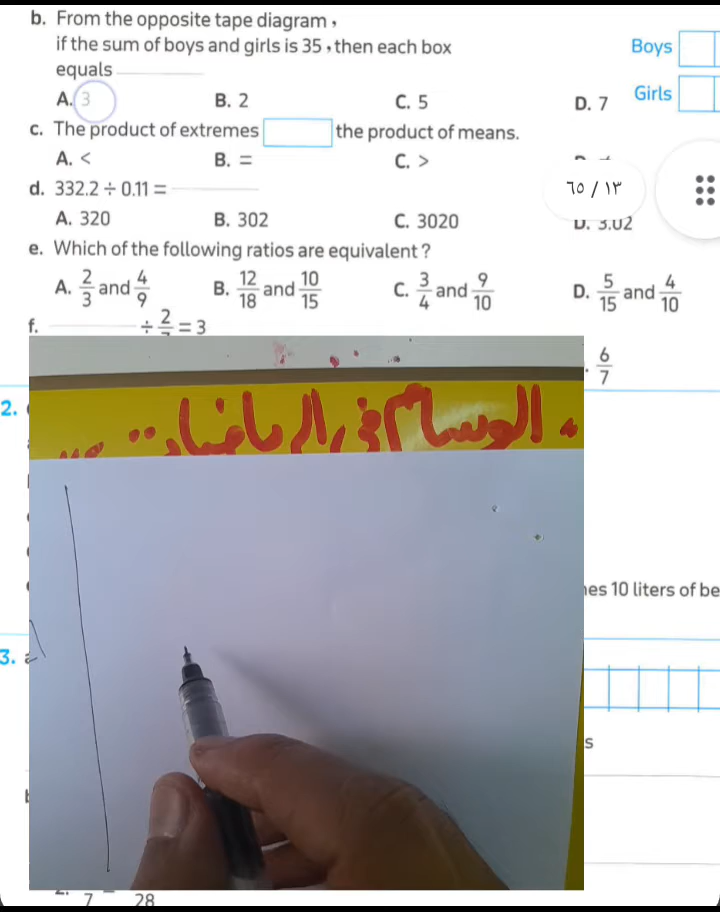 b. From the opposite tape diagram,
if the sum of boys and girls is 35, then each box
equals
A. 3 B. 2 C. 5 D. 7
Boys
Girls
c. The product of extremes the product of means.
A. < B. = C. >
d. 332.2 ÷ 0.11 =
٦٥ / ١٣
A. 320 B. 302 C. 3020 D. 3.02
e. Which of the following ratios are equivalent?
A. 2/3 and 4/9 B. 12/18 and 10/15 C. 3/4 and 9/10 D. 5/15 and 4/10
f. ÷ 2/ = 3
6/7
الوسام فى الرياضيات
2.
es 10 liters of be
3.
s
7 28